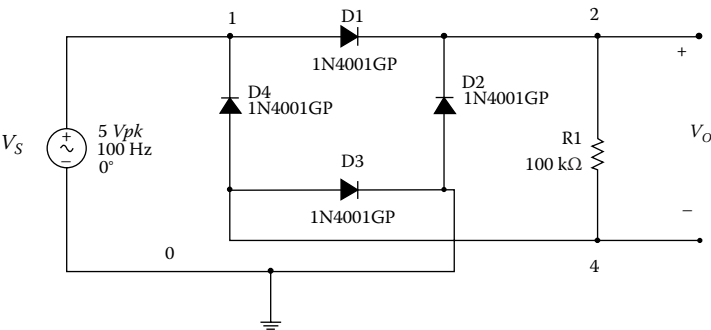 1
D1
1N4001GP
2
+
D4
1N4001GP
D2
1N4001GP
V_S
+
−
5 Vpk
100 Hz
0°
R1
100 kΩ
V_O
D3
1N4001GP
−
0
4